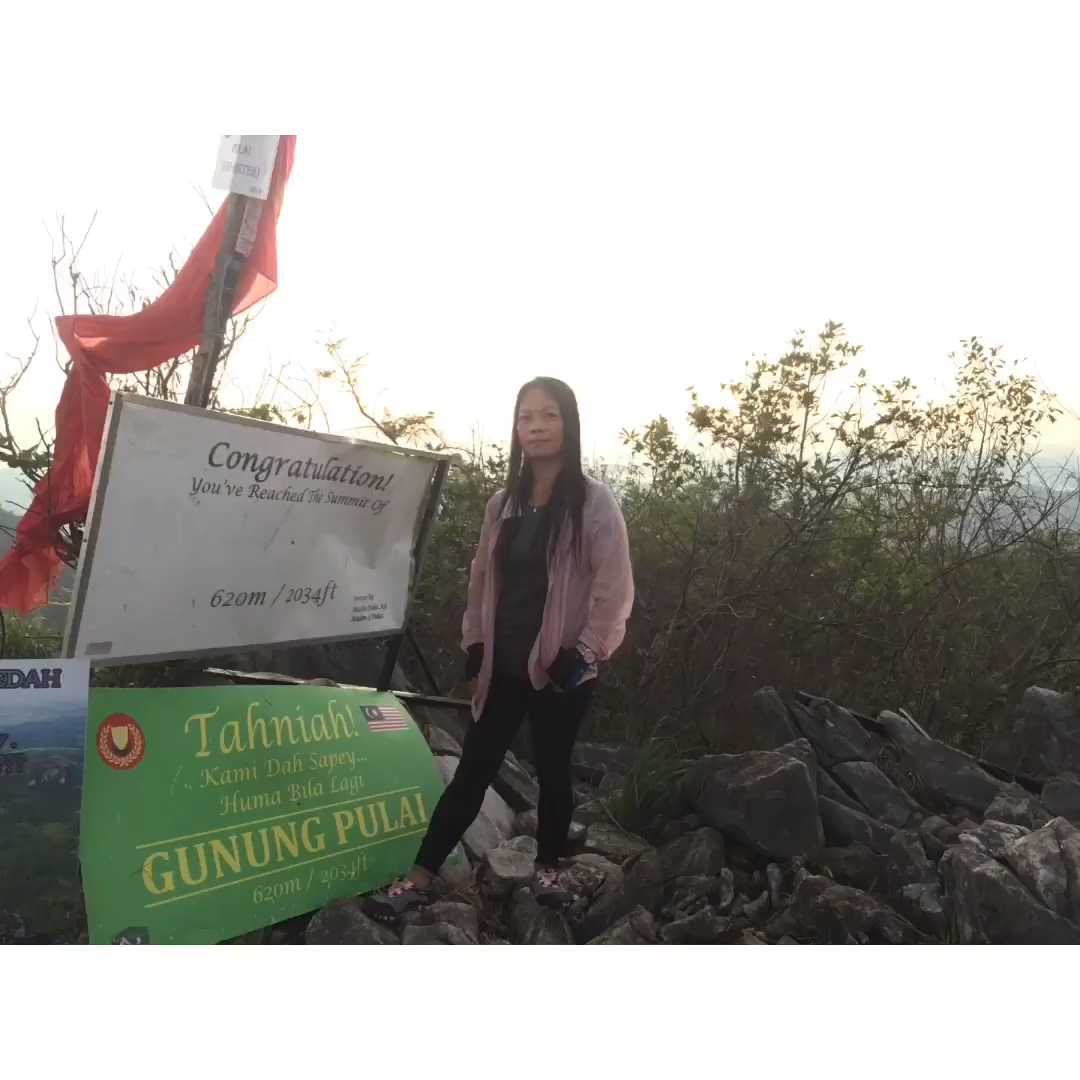 Congratulation!
You've Reached The Summit Of
620m / 2034ft
EDAH
Tahniah!
Kami Dah Sapey...
Huma Bila Lagi
GUNUNG PULAI
620m / 2034ft